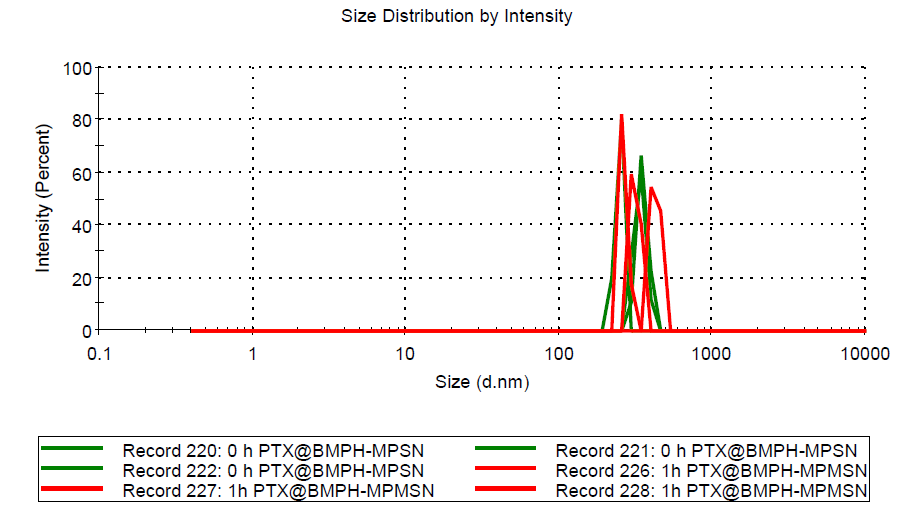 Size Distribution by Intensity
100
80
60
40
20
0
Intensity (Percent)
0.1 1 10 100 1000 10000
Size (d.nm)
Record 220: 0 h PTX@BMPH-MPSN Record 221: 0 h PTX@BMPH-MPSN
Record 222: 0 h PTX@BMPH-MPSN Record 226: 1h PTX@BMPH-MPMSN
Record 227: 1h PTX@BMPH-MPMSN Record 228: 1h PTX@BMPH-MPMSN